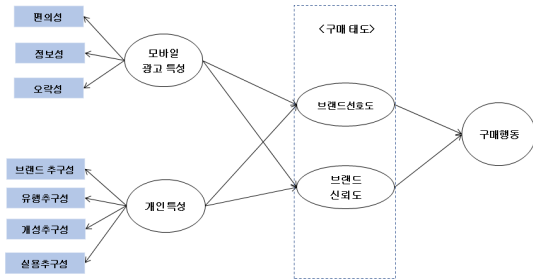 편의성
정보성
오락성
모바일
광고 특성
<구매 태도>
브랜드선호도
구매행동
브랜드 추구성
유행추구성
개성추구성
실용추구성
개인특성
브랜드
신뢰도